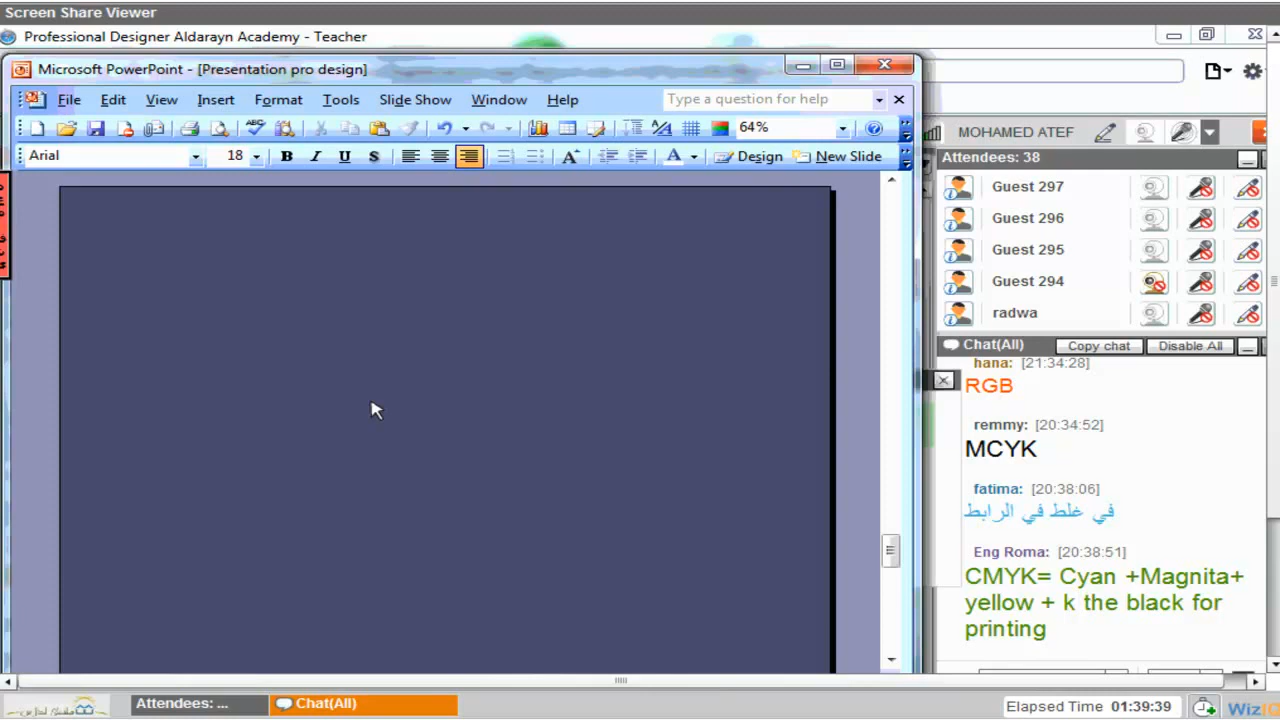 Screen Share Viewer
Professional Designer Aldarayn Academy - Teacher
Microsoft PowerPoint - [Presentation pro design]
File Edit View Insert Format Tools Slide Show Window Help
Type a question for help
64%
Arial 18 B I U S A A Design New Slide
MOHAMED ATEF
Attendees: 38
Guest 297
Guest 296
Guest 295
Guest 294
radwa
Chat(All) Copy chat Disable All
hana: [21:34:28]
RGB
remmy: [20:34:52]
MCYK
fatima: [20:38:06]
في غلط في الرابط
Eng Roma: [20:38:51]
CMYK= Cyan +Magnita+
yellow + k the black for
printing
Attendees: ... Chat(All)
Elapsed Time 01:39:39